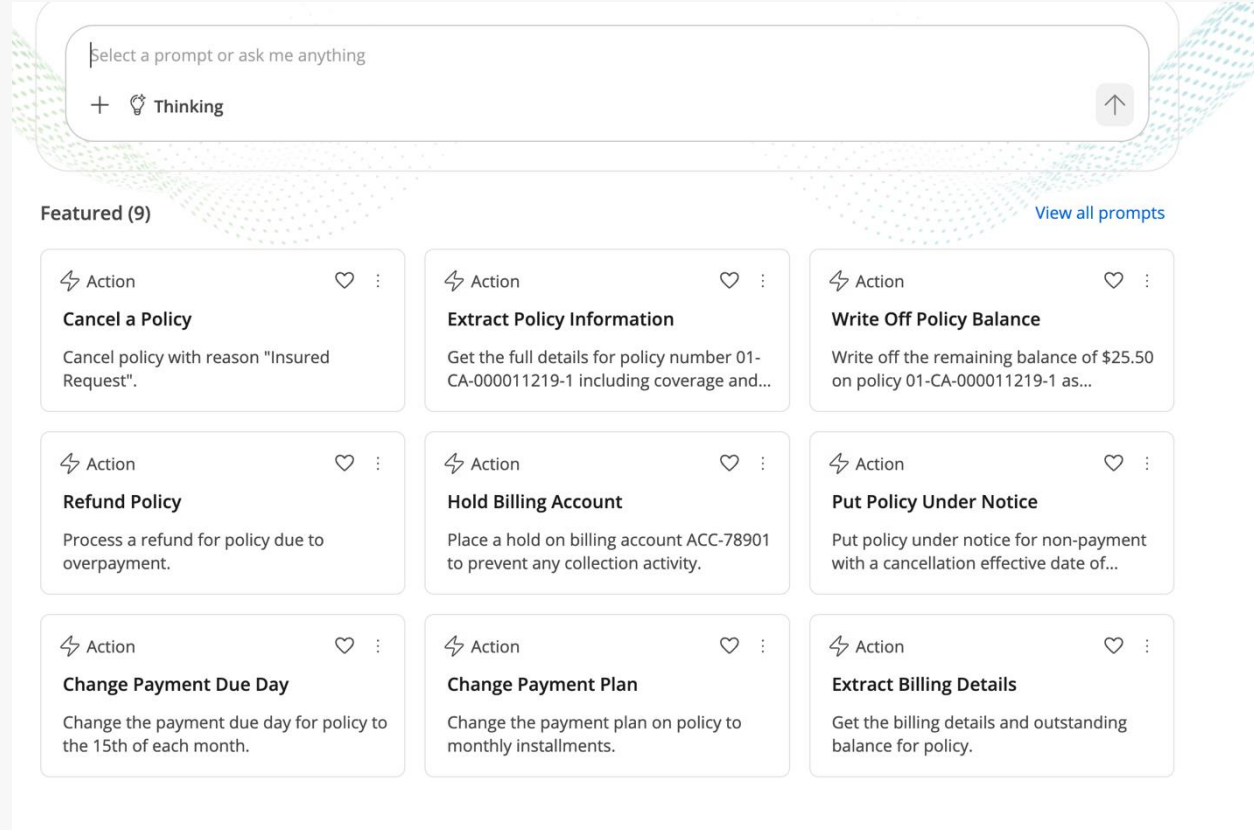 Select a prompt or ask me anything
Thinking
Featured (9)
View all prompts
Action
Cancel a Policy
Cancel policy with reason "Insured
Request".
Action
Extract Policy Information
Get the full details for policy number 01-
CA-000011219-1 including coverage and...
Action
Write Off Policy Balance
Write off the remaining balance of $25.50
on policy 01-CA-000011219-1 as...
Action
Refund Policy
Process a refund for policy due to
overpayment.
Action
Hold Billing Account
Place a hold on billing account ACC-78901
to prevent any collection activity.
Action
Put Policy Under Notice
Put policy under notice for non-payment
with a cancellation effective date of...
Action
Change Payment Due Day
Change the payment due day for policy to
the 15th of each month.
Action
Change Payment Plan
Change the payment plan on policy to
monthly installments.
Action
Extract Billing Details
Get the billing details and outstanding
balance for policy.